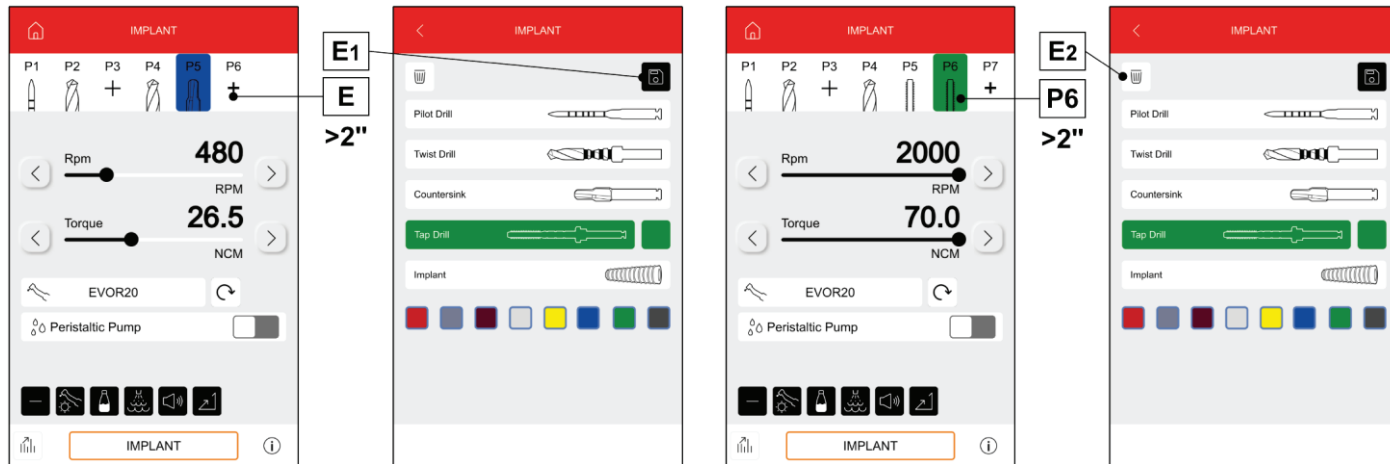 IMPLANT
P1 P2 P3 P4 P5 P6
+ +
Rpm 480
RPM
Torque 26.5
NCM
EVOR20
Peristaltic Pump
IMPLANT
E1
E
>2"
IMPLANT
Pilot Drill
Twist Drill
Countersink
Tap Drill
Implant
IMPLANT
P1 P2 P3 P4 P5 P6 P7
+ +
Rpm 2000
RPM
Torque 70.0
NCM
EVOR20
Peristaltic Pump
IMPLANT
E2
P6
>2"
IMPLANT
Pilot Drill
Twist Drill
Countersink
Tap Drill
Implant